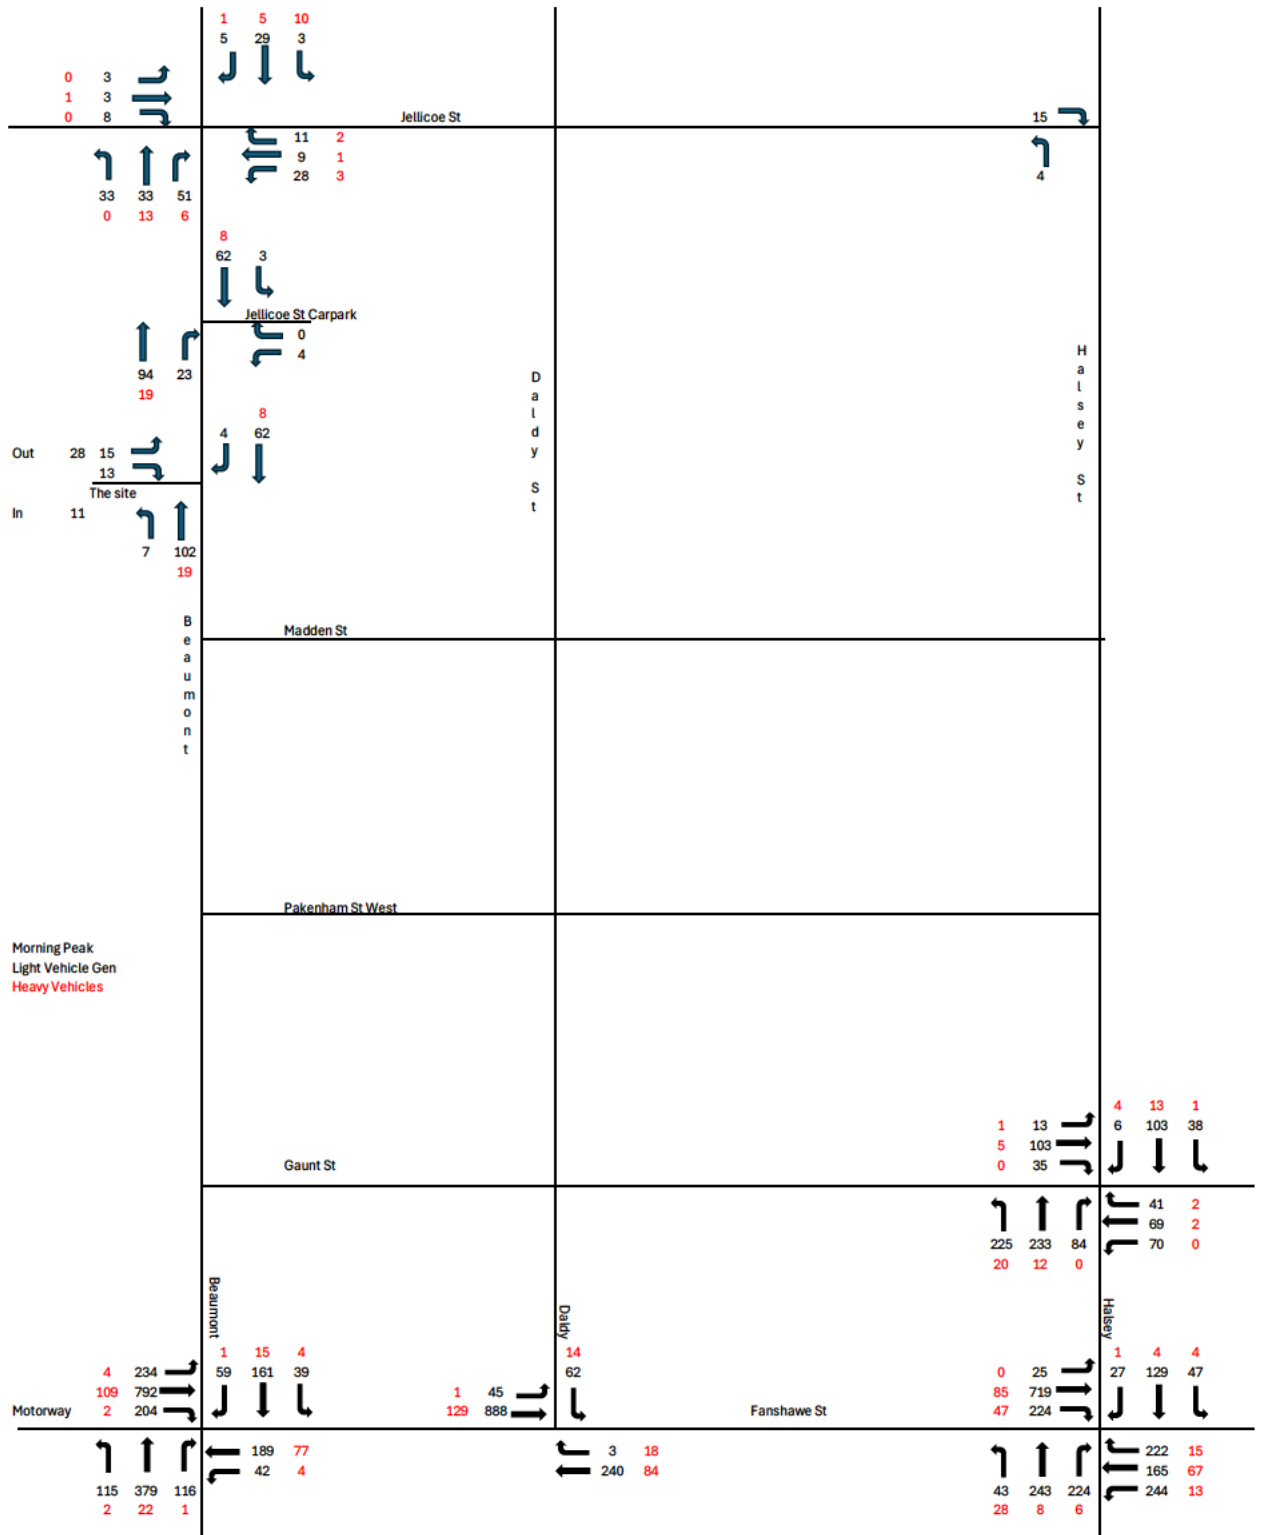 1 5 10
5 29 3
0 3
1 3
0 8
Jellicoe St
15
11 2
9 1
28 3
4
33 33 51
0 13 6
8
62 3
Jellicoe St Carpark
0
4
94 23
19
Halsey St
Daldy St
8
4 62
Out 28 15
13
The site
In 11
7 102
19
Beaumont
Madden St
Pakenham St West
Morning Peak
Light Vehicle Gen
Heavy Vehicles
4 13 1
1 13 6 103 38
5 103
0 35
Gaunt St
41 2
69 2
225 233 84 70 0
20 12 0
Beaumont
Daldy
Halsey
1 15 4 14 1 4 4
4 234 59 161 39 62 0 25 27 129 47
109 792 1 45 85 719
Motorway 2 204 129 888 Fanshawe St 47 224
189 77 3 18 222 15
42 4 240 84 165 67
115 379 116 43 243 224 244 13
2 22 1 28 8 6